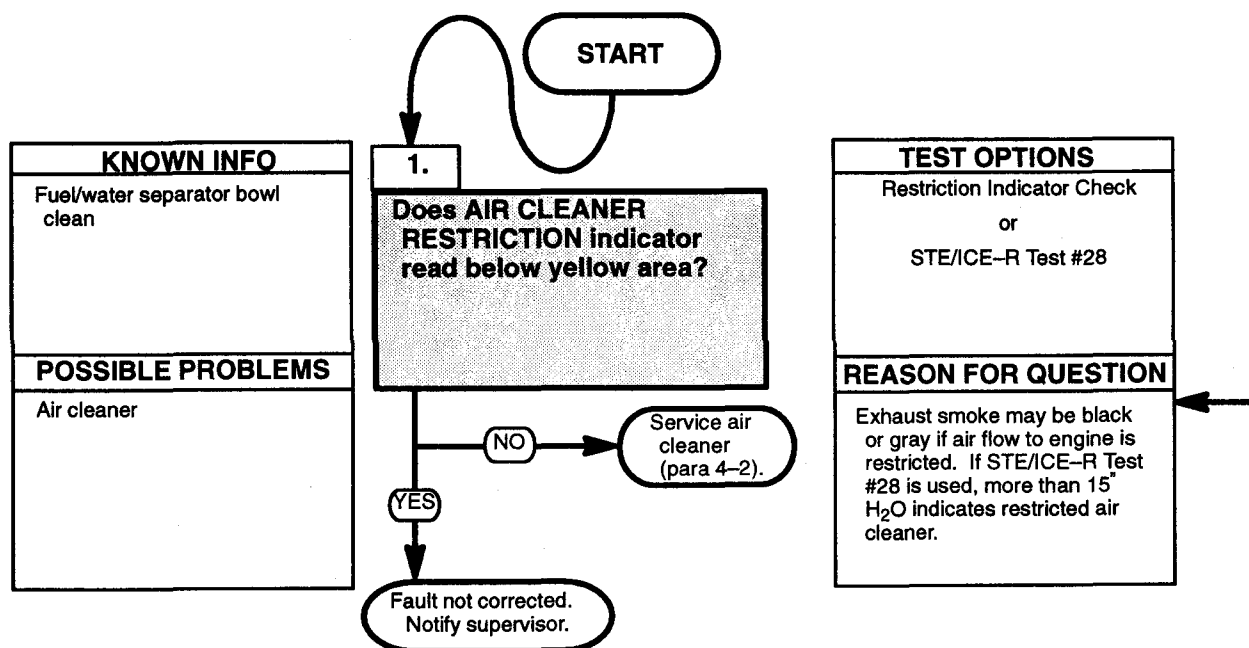 START
KNOWN INFO
Fuel/water separator bowl
clean
POSSIBLE PROBLEMS
Air cleaner
1.
Does AIR CLEANER
RESTRICTION indicator
read below yellow area?
NO
Service air
cleaner
(para 4–2).
YES
Fault not corrected.
Notify supervisor.
TEST OPTIONS
Restriction Indicator Check
or
STE/ICE–R Test #28
REASON FOR QUESTION
Exhaust smoke may be black
or gray if air flow to engine is
restricted. If STE/ICE–R Test
#28 is used, more than 15"
H₂O indicates restricted air
cleaner.